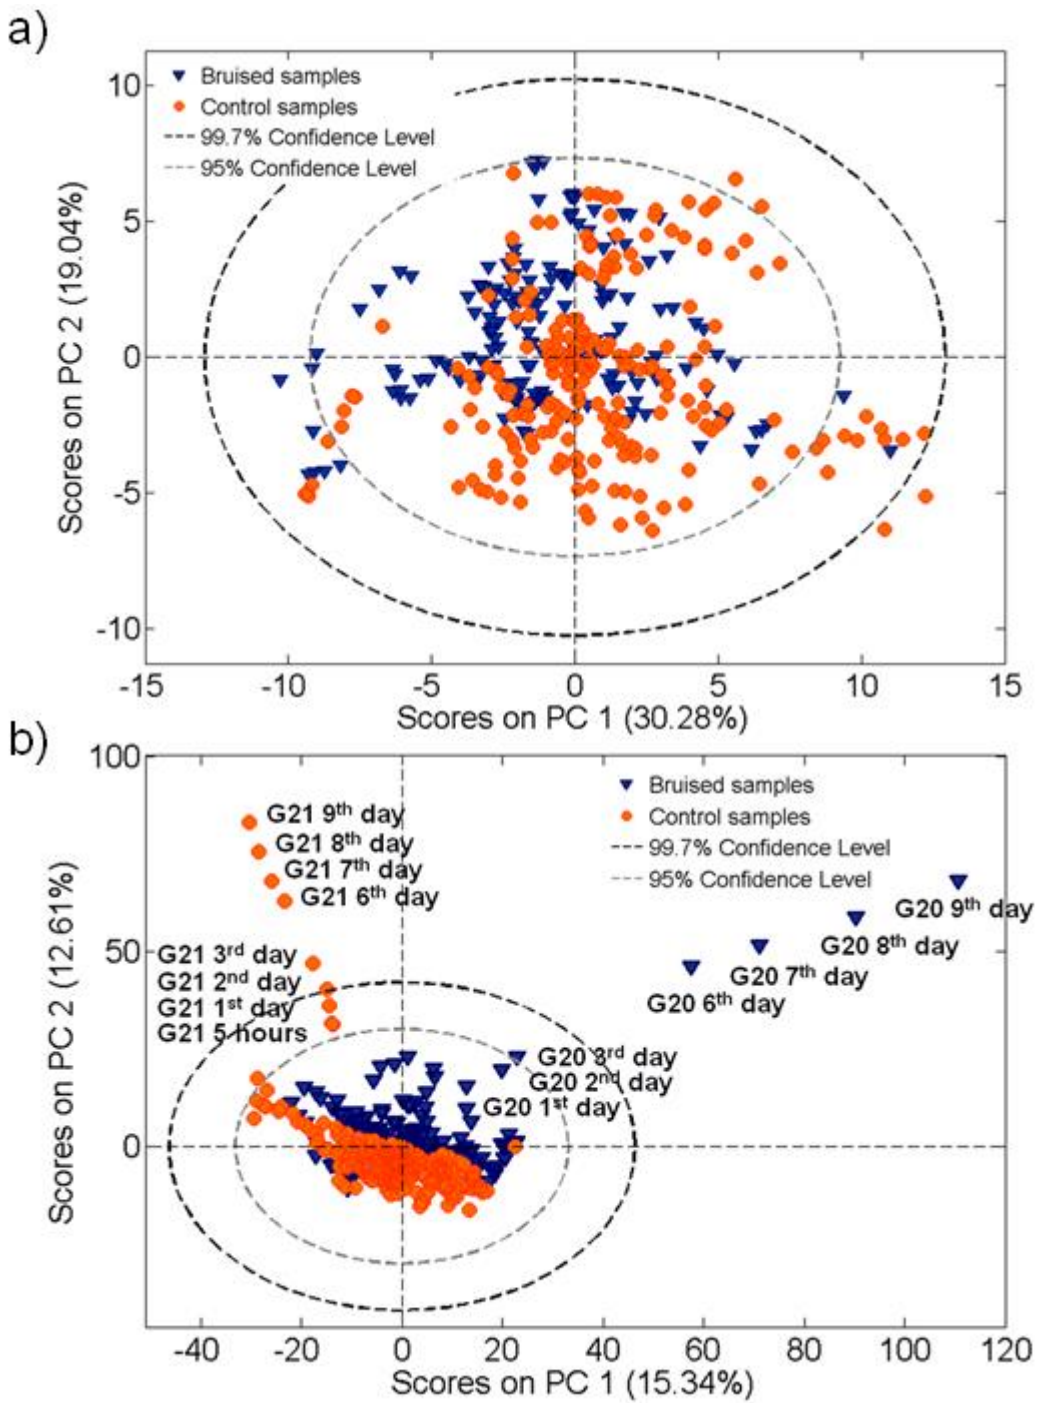 a)
Bruised samples
Control samples
99.7% Confidence Level
95% Confidence Level
10
5
0
-5
-10
Scores on PC 2 (19.04%)
-15 -10 -5 0 5 10 15
Scores on PC 1 (30.28%)
b)
Bruised samples
Control samples
99.7% Confidence Level
95% Confidence Level
100
50
0
Scores on PC 2 (12.61%)
G21 9th day
G21 8th day
G21 7th day
G21 6th day
G21 3rd day
G21 2nd day
G21 1st day
G21 5 hours
G20 9th day
G20 8th day
G20 7th day
G20 6th day
G20 3rd day
G20 2nd day
G20 1st day
-40 -20 0 20 40 60 80 100 120
Scores on PC 1 (15.34%)